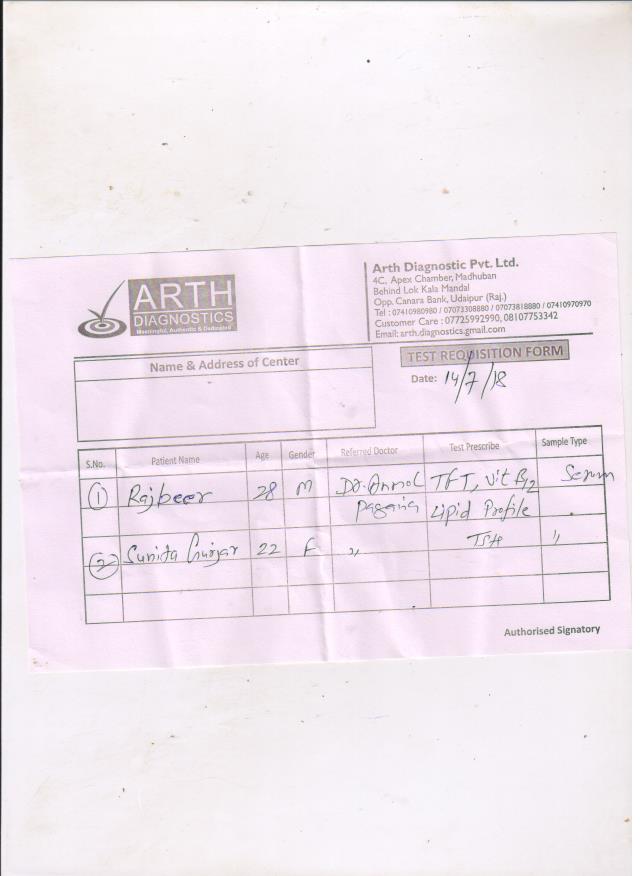 ARTH
DIAGNOSTICS
Meaningful, Authentic & Dedicated
Arth Diagnostic Pvt. Ltd.
4C, Apex Chamber, Madhuban
Behind Lok Kala Mandal
Opp. Canara Bank, Udaipur (Raj.)
Tel : 07410980980 / 07073308880 / 07073818880 / 07410970970
Customer Care : 07725992990, 08107753342
Email: arth.diagnostics.gmail.com
Name & Address of Center
TEST REQUISITION FORM
Date: 14/7/18
S.No. Patient Name Age Gender Referred Doctor Test Prescribe Sample Type
1 Rajbeer 28 M Dr. Anmol TFT, Vit B12 Serum
Lipid Profile
2 Sunita Gurjar 22 F " TSH "
Authorised Signatory